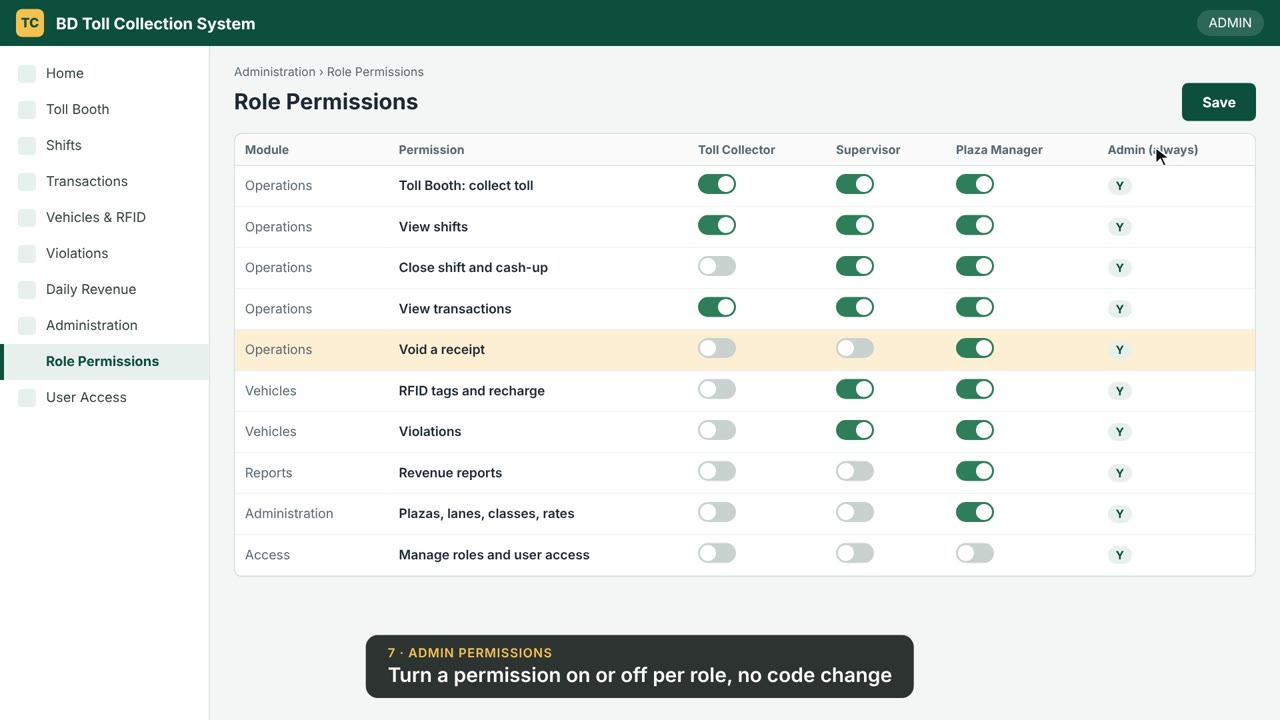 TC BD Toll Collection System ADMIN
Home
Toll Booth
Shifts
Transactions
Vehicles & RFID
Violations
Daily Revenue
Administration
Role Permissions
User Access
Administration › Role Permissions
Role Permissions
Save
Module Permission Toll Collector Supervisor Plaza Manager Admin (always)
Operations Toll Booth: collect toll Y
Operations View shifts Y
Operations Close shift and cash-up Y
Operations View transactions Y
Operations Void a receipt Y
Vehicles RFID tags and recharge Y
Vehicles Violations Y
Reports Revenue reports Y
Administration Plazas, lanes, classes, rates Y
Access Manage roles and user access Y
7 · ADMIN PERMISSIONS
Turn a permission on or off per role, no code change